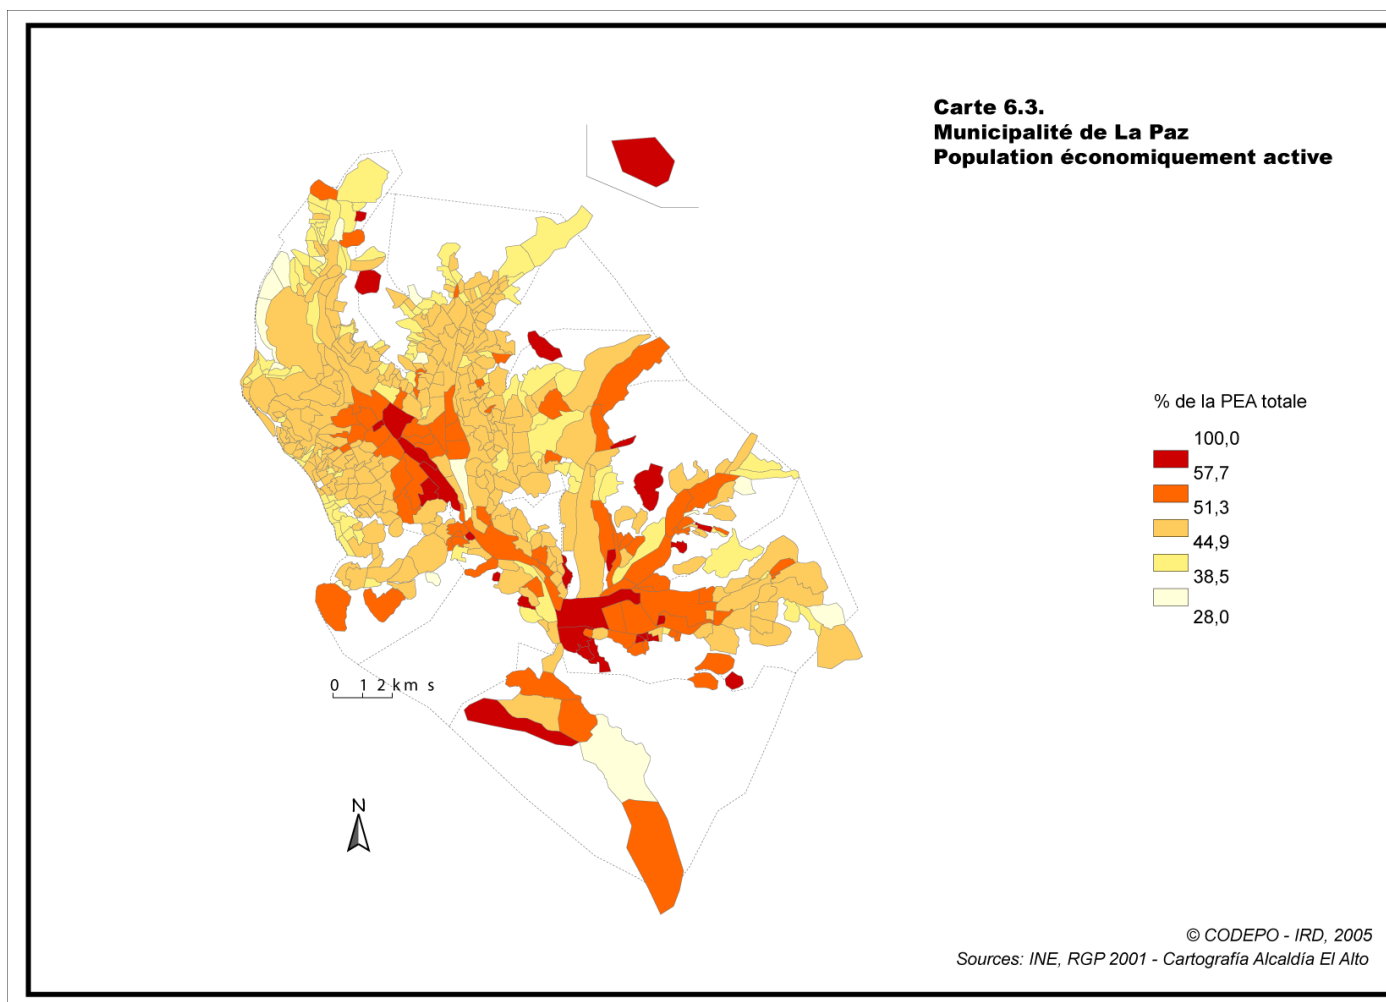 Carte 6.3.
Municipalité de La Paz
Population économiquement active
% de la PEA totale
100,0
57,7
51,3
44,9
38,5
28,0
0 1 2 km s
N
© CODEPO - IRD, 2005
Sources: INE, RGP 2001 - Cartografía Alcaldía El Alto